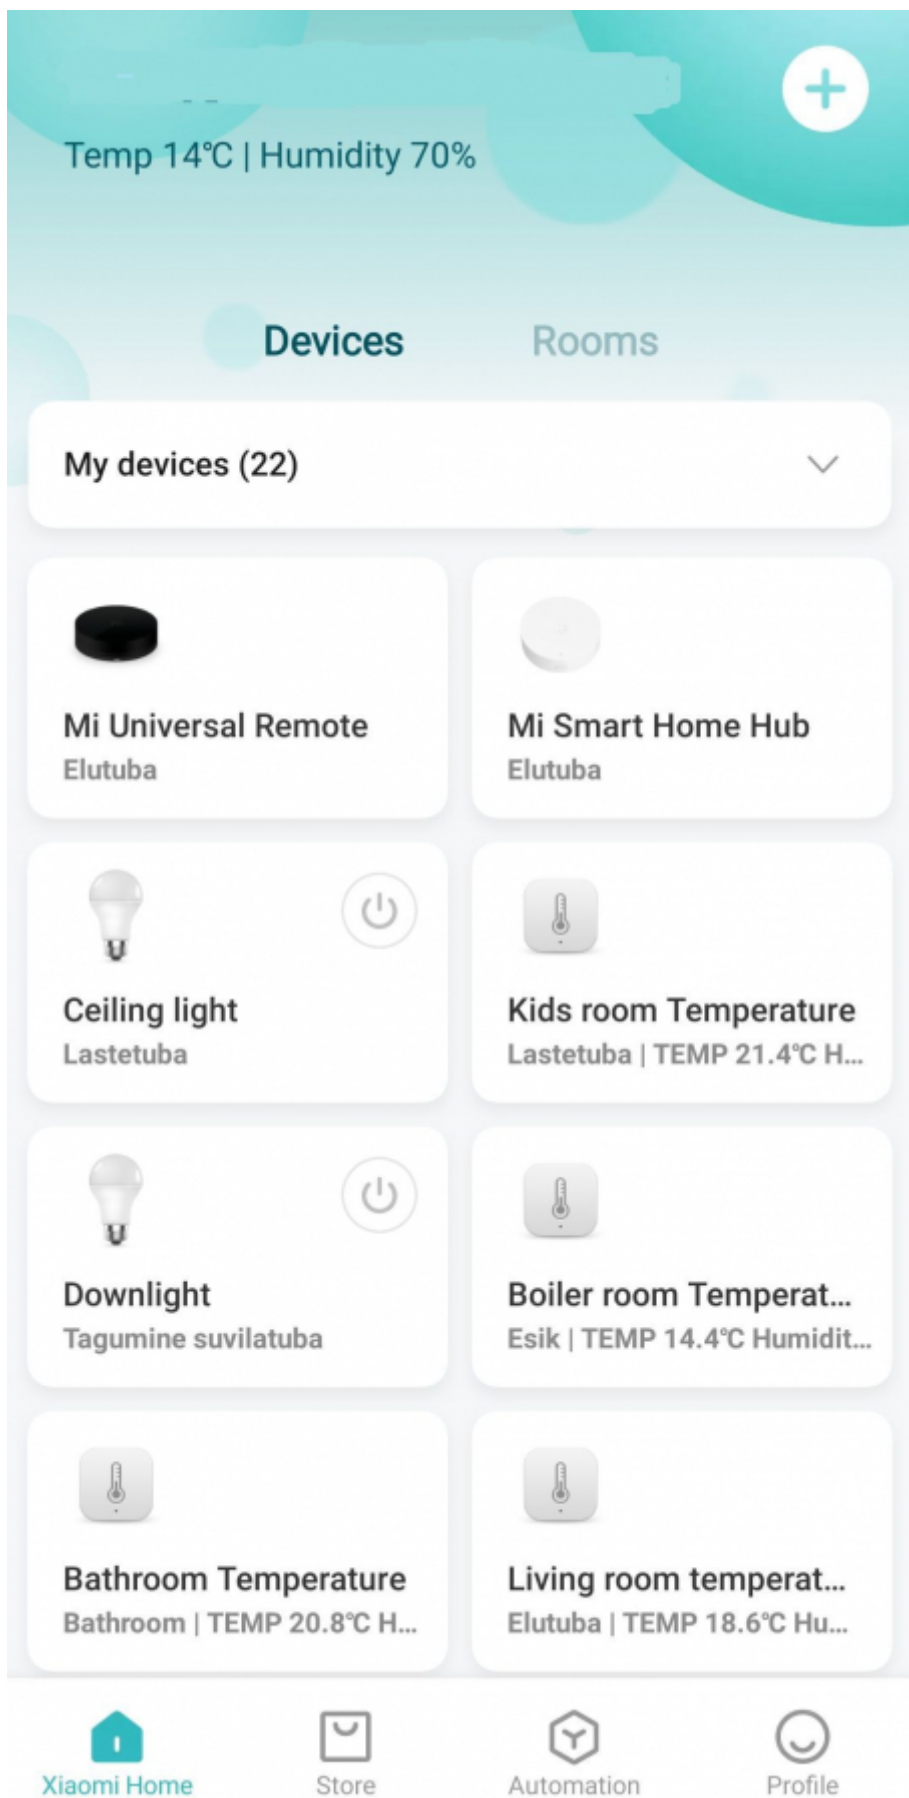 Temp 14℃ | Humidity 70%
Devices
Rooms
My devices (22)
Mi Universal Remote
Elutuba
Mi Smart Home Hub
Elutuba
Ceiling light
Lastetuba
Kids room Temperature
Lastetuba | TEMP 21.4℃ H...
Downlight
Tagumine suvilatuba
Boiler room Temperat...
Esik | TEMP 14.4℃ Humidit...
Bathroom Temperature
Bathroom | TEMP 20.8℃ H...
Living room temperat...
Elutuba | TEMP 18.6℃ Hu...
Xiaomi Home
Store
Automation
Profile